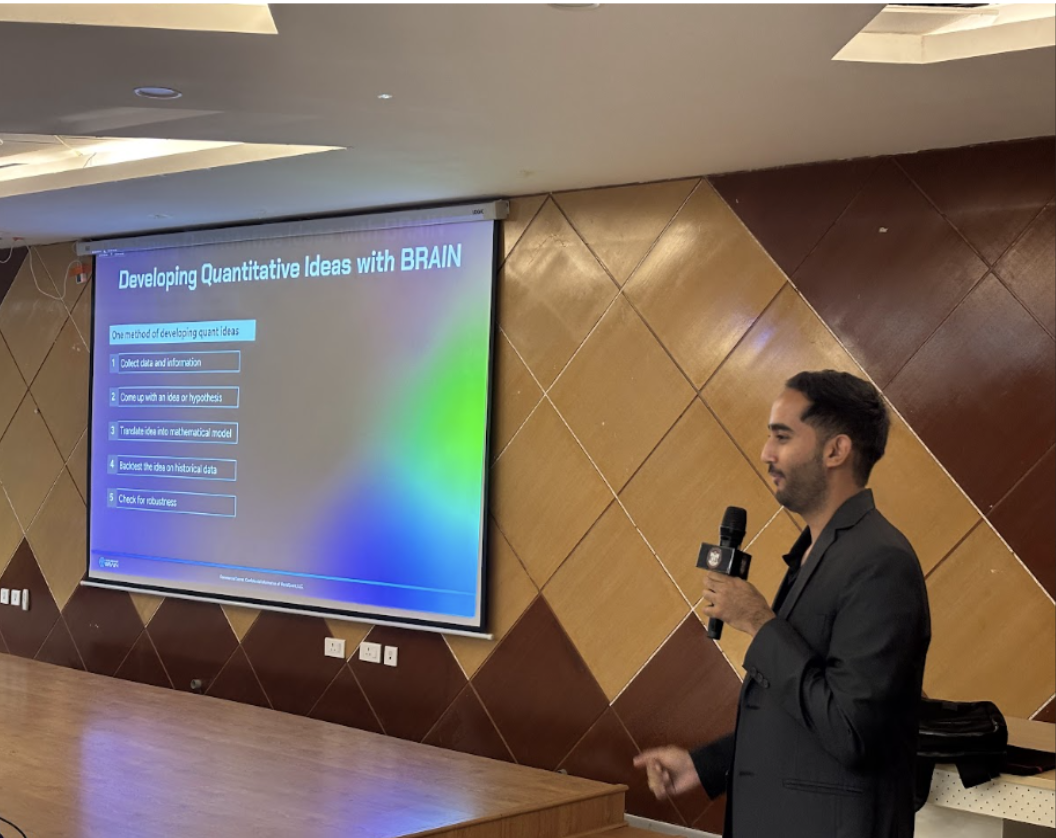 Developing Quantitative Ideas with BRAIN
One method of developing quant ideas
1 Collect data and information
2 Come up with an idea or hypothesis
3 Translate idea into mathematical model
4 Backtest the idea on historical data
5 Check for robustness
BRAIN